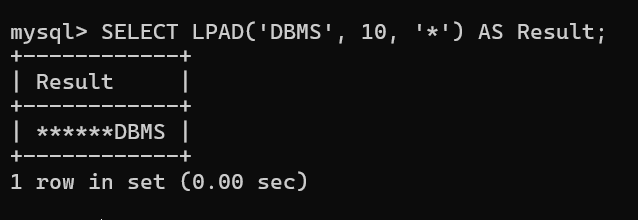 mysql> SELECT LPAD('DBMS', 10, '*') AS Result;
+------------+
| Result     |
+------------+
| ******DBMS |
+------------+
1 row in set (0.00 sec)